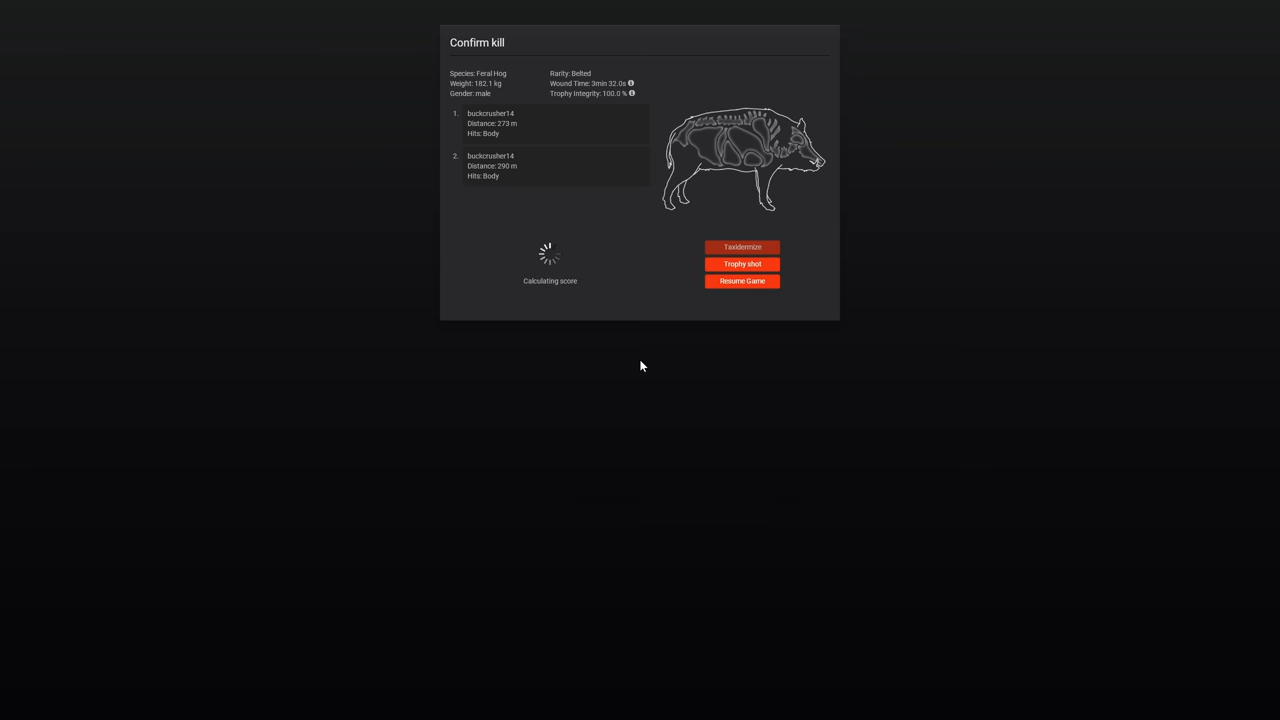 Confirm kill
Species: Feral Hog
Rarity: Belted
Weight: 182.1 kg
Wound Time: 3min 32.0s
Gender: male
Trophy Integrity: 100.0 %
1.
buckcrusher14
Distance: 273 m
Hits: Body
2.
buckcrusher14
Distance: 290 m
Hits: Body
Calculating score
Taxidermize
Trophy shot
Resume Game